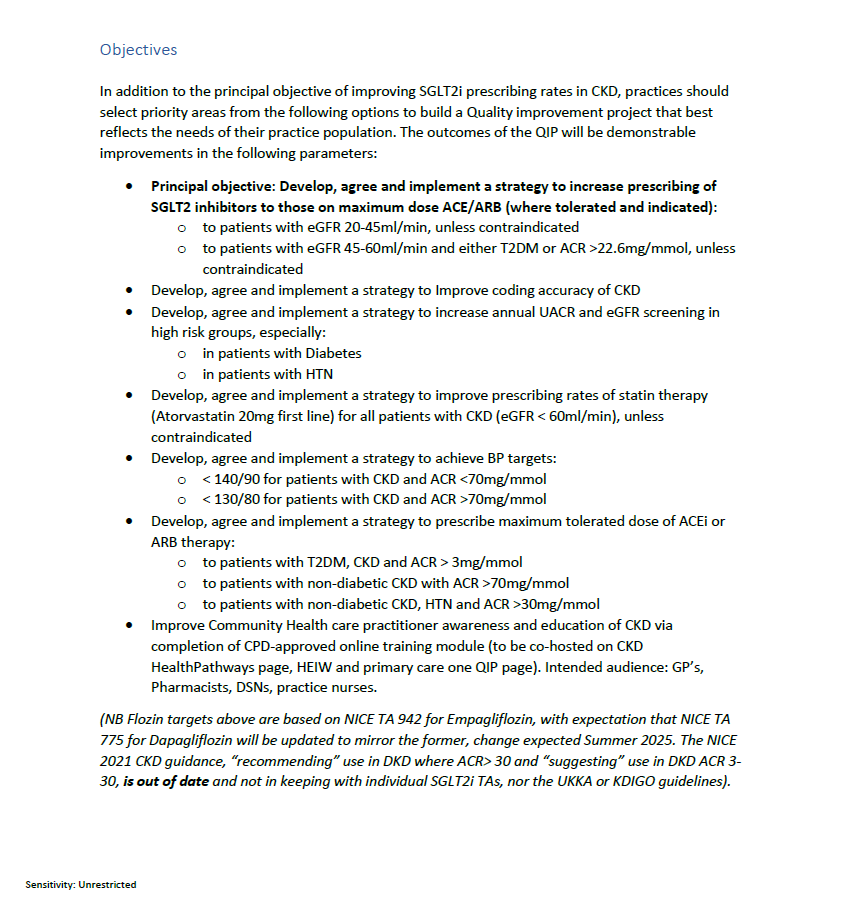 Objectives
In addition to the principal objective of improving SGLT2i prescribing rates in CKD, practices should
select priority areas from the following options to build a Quality improvement project that best
reflects the needs of their practice population. The outcomes of the QIP will be demonstrable
improvements in the following parameters:
• Principal objective: Develop, agree and implement a strategy to increase prescribing of
SGLT2 inhibitors to those on maximum dose ACE/ARB (where tolerated and indicated):
o to patients with eGFR 20-45ml/min, unless contraindicated
o to patients with eGFR 45-60ml/min and either T2DM or ACR >22.6mg/mmol, unless
contraindicated
• Develop, agree and implement a strategy to Improve coding accuracy of CKD
• Develop, agree and implement a strategy to increase annual UACR and eGFR screening in
high risk groups, especially:
o in patients with Diabetes
o in patients with HTN
• Develop, agree and implement a strategy to improve prescribing rates of statin therapy
(Atorvastatin 20mg first line) for all patients with CKD (eGFR < 60ml/min), unless
contraindicated
• Develop, agree and implement a strategy to achieve BP targets:
o < 140/90 for patients with CKD and ACR <70mg/mmol
o < 130/80 for patients with CKD and ACR >70mg/mmol
• Develop, agree and implement a strategy to prescribe maximum tolerated dose of ACEi or
ARB therapy:
o to patients with T2DM, CKD and ACR > 3mg/mmol
o to patients with non-diabetic CKD with ACR >70mg/mmol
o to patients with non-diabetic CKD, HTN and ACR >30mg/mmol
• Improve Community Health care practitioner awareness and education of CKD via
completion of CPD-approved online training module (to be co-hosted on CKD
HealthPathways page, HEIW and primary care one QIP page). Intended audience: GP's,
Pharmacists, DSNs, practice nurses.
(NB Flozin targets above are based on NICE TA 942 for Empagliflozin, with expectation that NICE TA
775 for Dapagliflozin will be updated to mirror the former, change expected Summer 2025. The NICE
2021 CKD guidance, "recommending" use in DKD where ACR> 30 and "suggesting" use in DKD ACR 3-
30, is out of date and not in keeping with individual SGLT2i TAs, nor the UKKA or KDIGO guidelines).
Sensitivity: Unrestricted